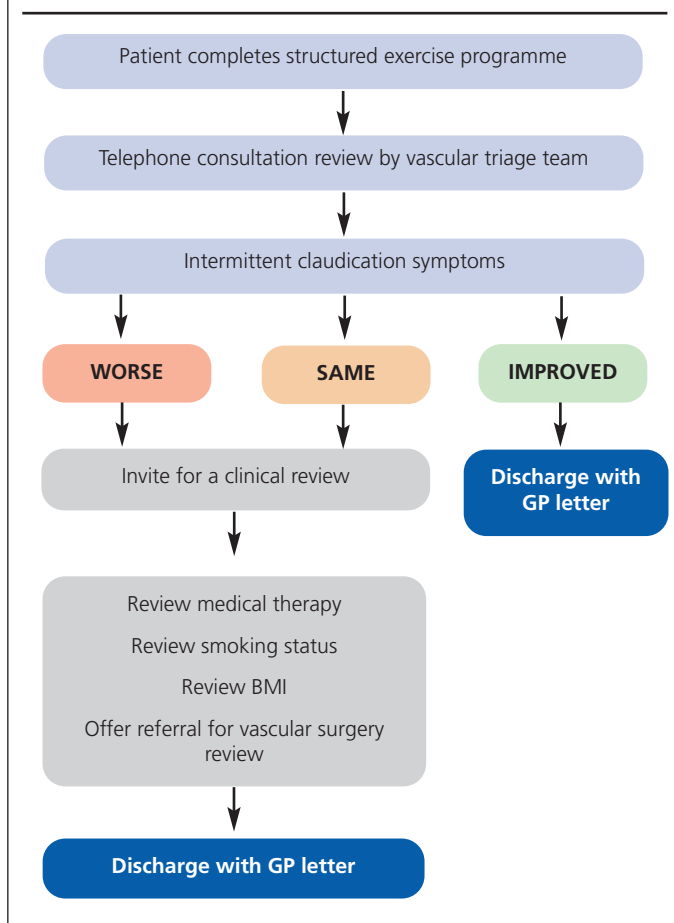 Patient completes structured exercise programme
Telephone consultation review by vascular triage team
Intermittent claudication symptoms
WORSE
SAME
IMPROVED
Invite for a clinical review
Discharge with
GP letter
Review medical therapy
Review smoking status
Review BMI
Offer referral for vascular surgery
review
Discharge with GP letter